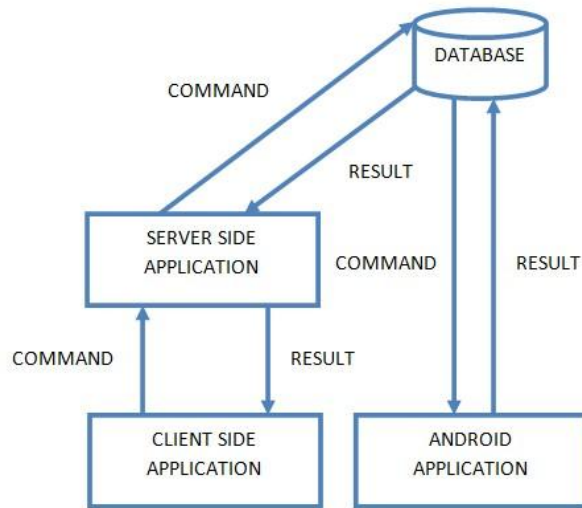 DATABASE
COMMAND
RESULT
SERVER SIDE
APPLICATION
COMMAND
RESULT
COMMAND
RESULT
CLIENT SIDE
APPLICATION
ANDROID
APPLICATION